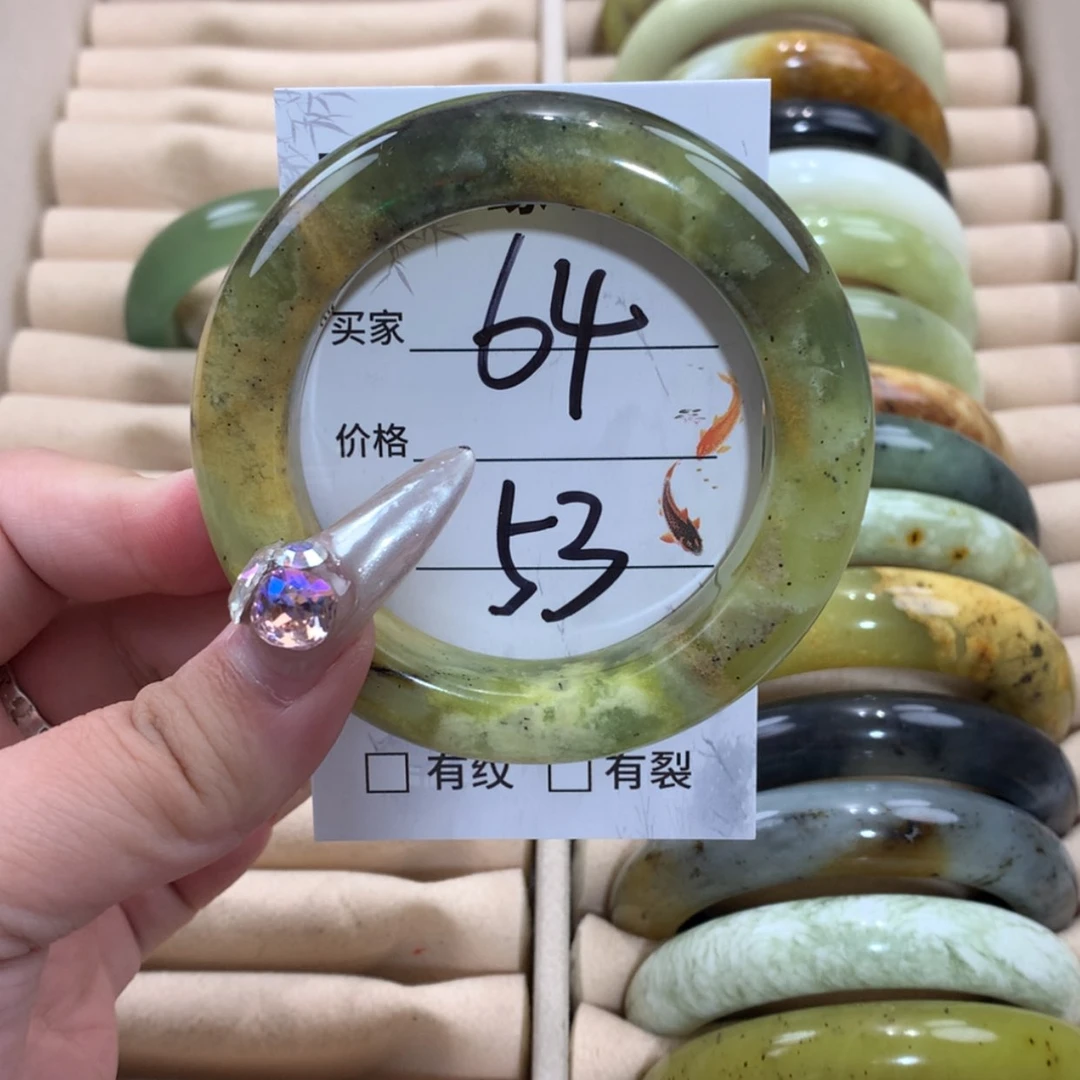 买家 64
价格
53
有纹 有裂